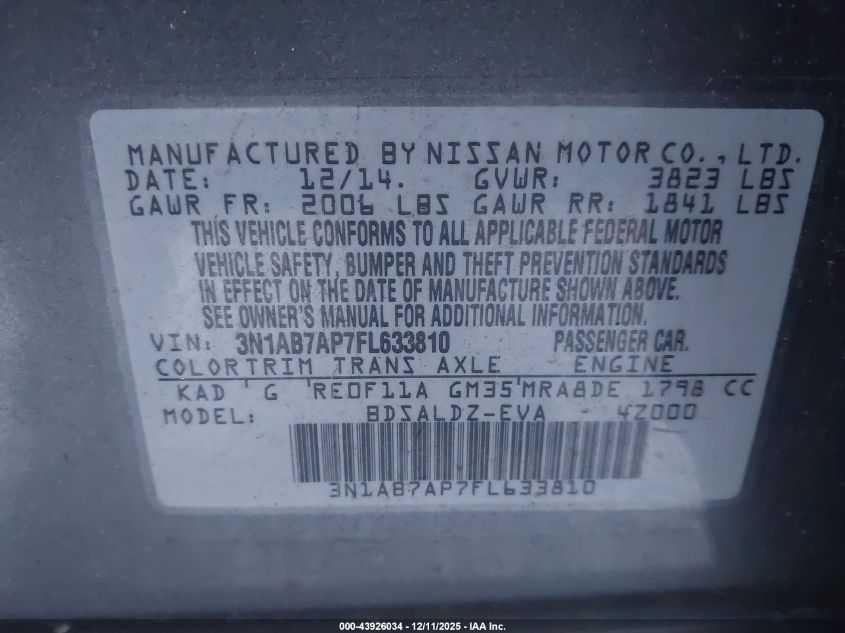 MANUFACTURED BY NISSAN MOTOR CO., LTD.
DATE: 12/14. GVWR: 3823 LBS
GAWR FR: 2006 LBS GAWR RR: 1841 LBS
THIS VEHICLE CONFORMS TO ALL APPLICABLE FEDERAL MOTOR
VEHICLE SAFETY, BUMPER AND THEFT PREVENTION STANDARDS
IN EFFECT ON THE DATE OF MANUFACTURE SHOWN ABOVE.
SEE OWNER'S MANUAL FOR ADDITIONAL INFORMATION.
VIN: 3N1AB7AP7FL633810 PASSENGER CAR.
COLOR TRIM TRANS AXLE ENGINE
KAD G RE0F11A GM35 MRA8DE 1798 CC
MODEL: BDSALDZ-EVA 4Z000
3N1AB7AP7FL633810
000-43926034 - 12/11/2025 - IAA Inc.